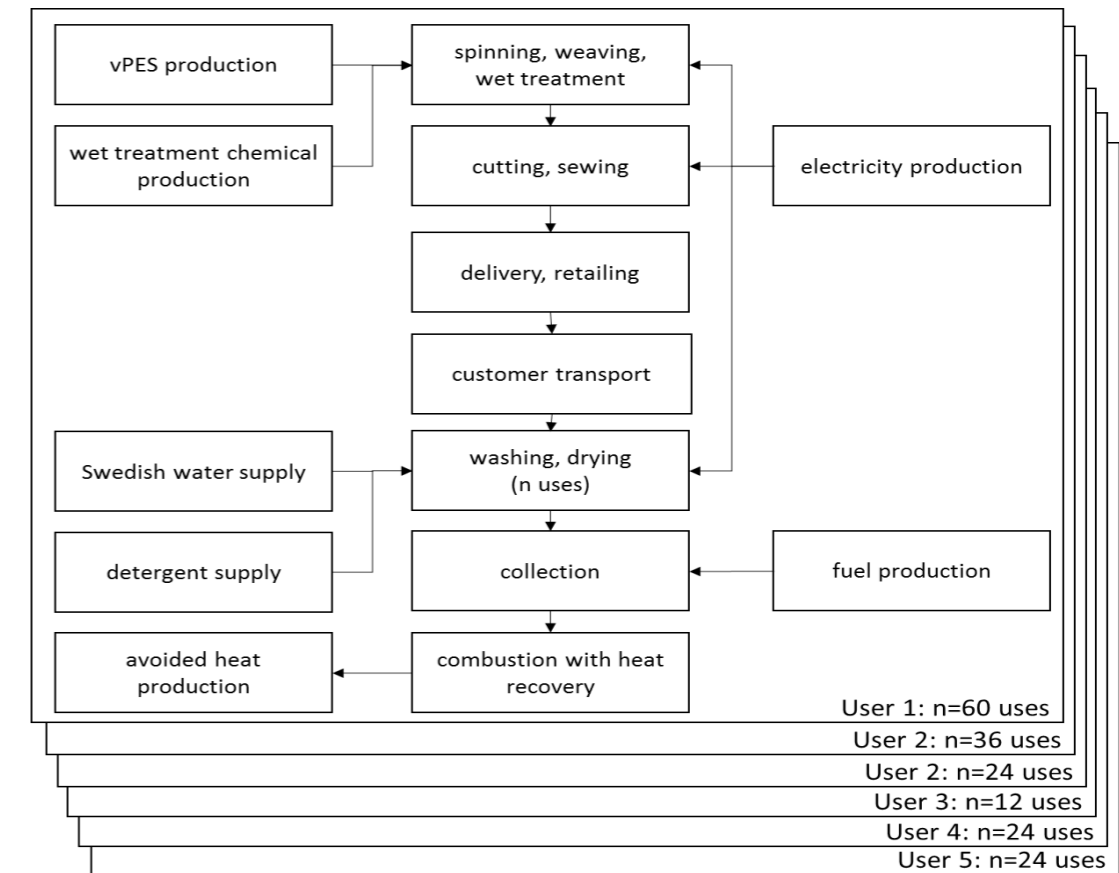 vPES production
spinning, weaving,
wet treatment
wet treatment chemical
production
cutting, sewing
electricity production
delivery, retailing
customer transport
Swedish water supply
washing, drying
(n uses)
detergent supply
collection
fuel production
avoided heat
production
combustion with heat
recovery
User 1: n=60 uses
User 2: n=36 uses
User 2: n=24 uses
User 3: n=12 uses
User 4: n=24 uses
User 5: n=24 uses